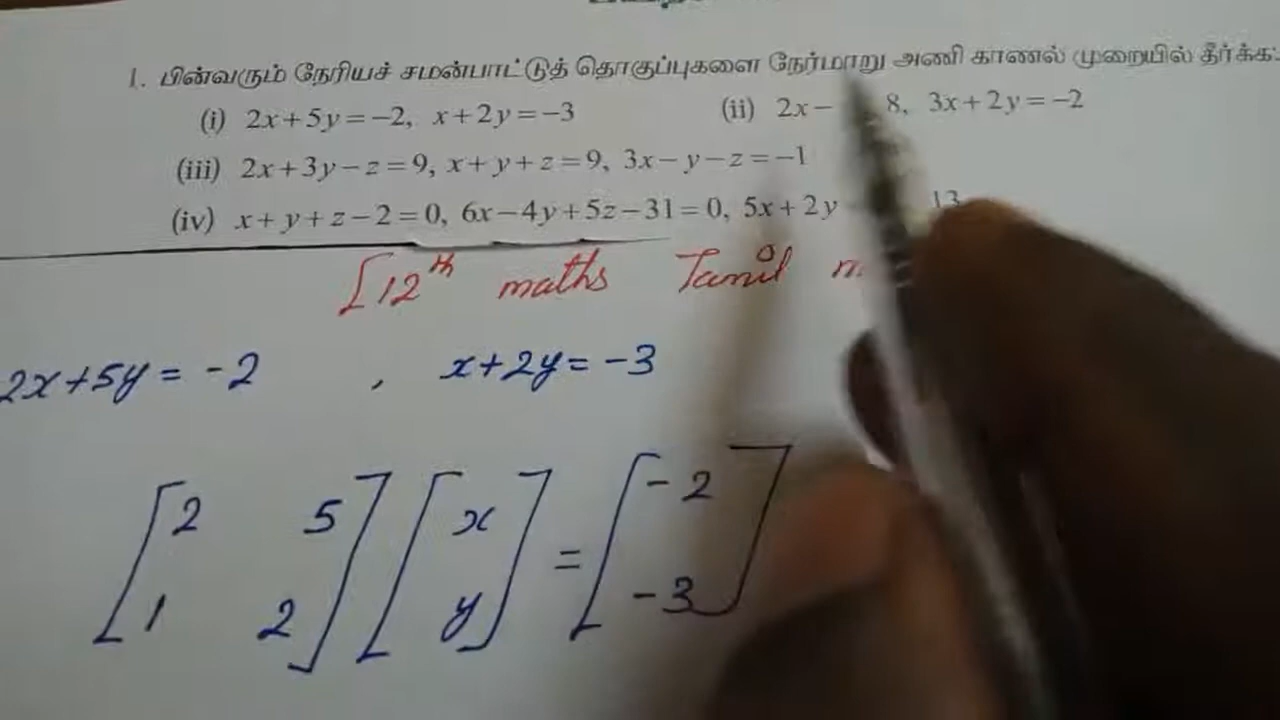 1. பின்வரும் நேரியச் சமன்பாட்டுத் தொகுப்புகளை நேர்மாறு அணி காணல் முறையில் தீர்க்க
(i) 2x+5y=−2, x+2y=−3 (ii) 2x− 8, 3x+2y=−2
(iii) 2x+3y−z=9, x+y+z=9, 3x−y−z=−1
(iv) x+y+z−2=0, 6x−4y+5z−31=0, 5x+2y 13
[12th maths Tamil
2x+5y = -2 , x+2y = -3
[2 5] [x] = [-2]
[1 2] [y] [-3]